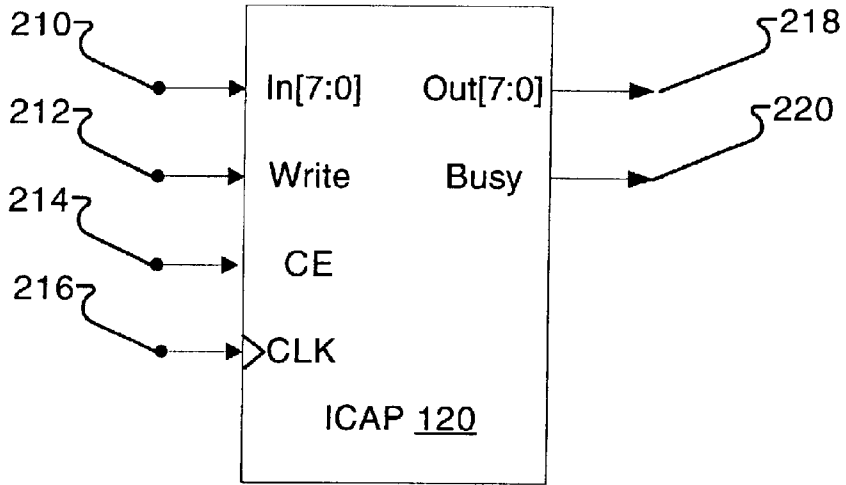 210 In[7:0] Out[7:0] 218
212 Write Busy 220
214 CE
216 CLK
ICAP 120